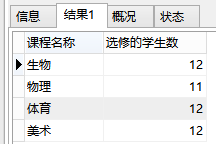 信息 结果1 概况 状态
课程名称 选修的学生数
生物 12
物理 11
体育 12
美术 12